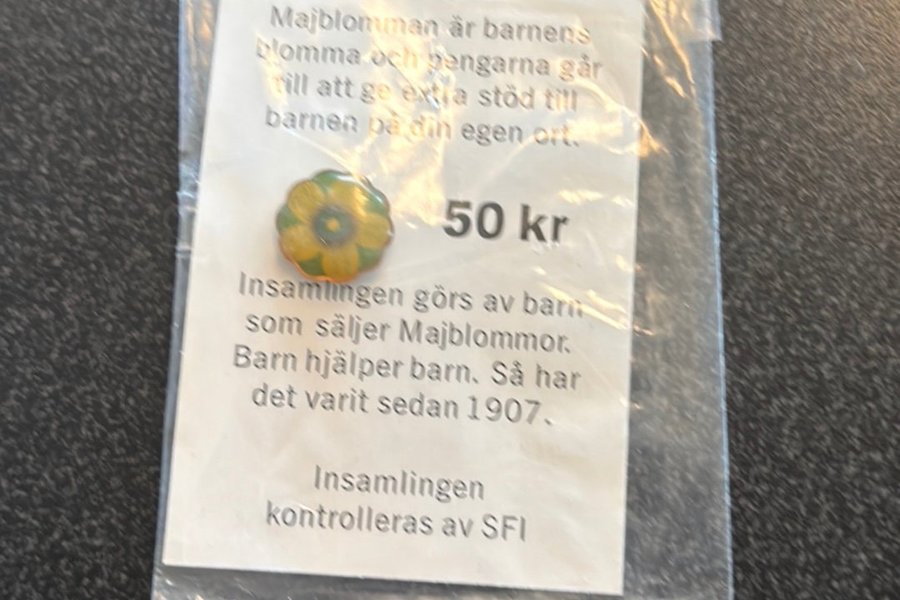 Majblomman är barnens
blomma och pengarna går
till att ge extra stöd till
barnen på din egen ort.
50 kr
Insamlingen görs av barn
som säljer Majblommor.
Barn hjälper barn. Så har
det varit sedan 1907.
Insamlingen
kontrolleras av SFI